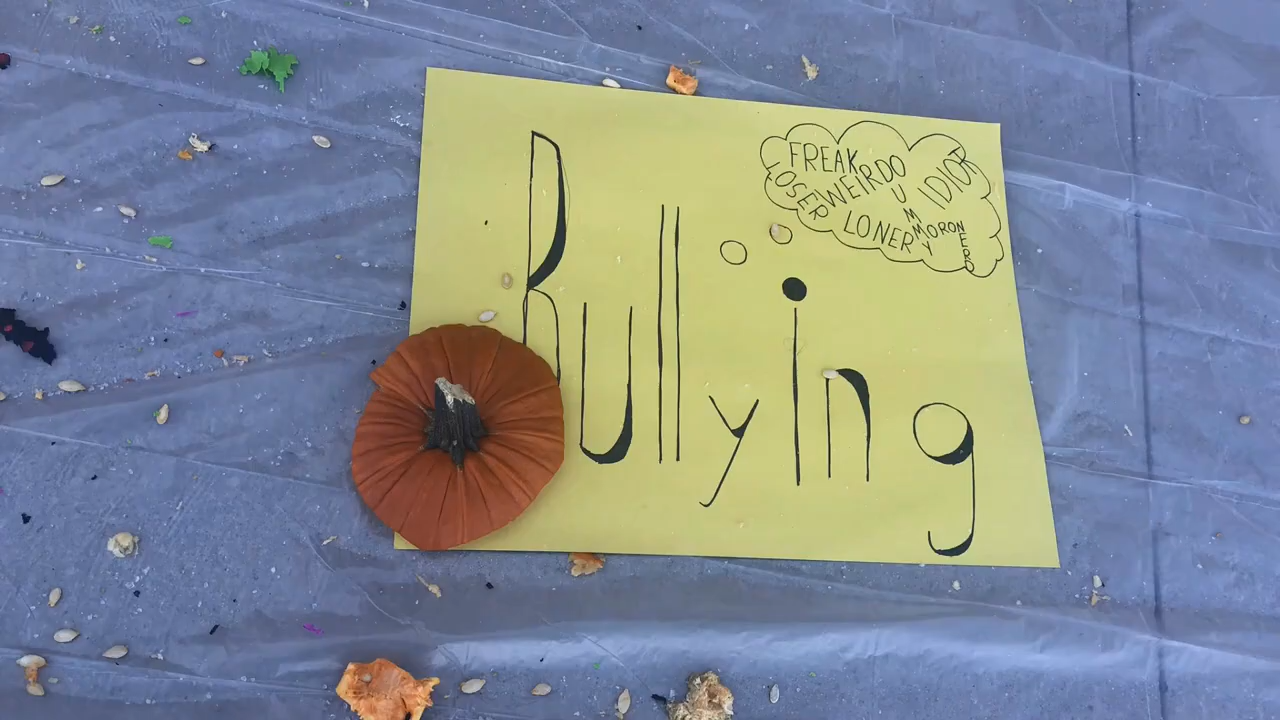 FREAK
WEIRDO
IDIOT
LOSER
DUMMY
LONER
MORON
NERD
Bullying